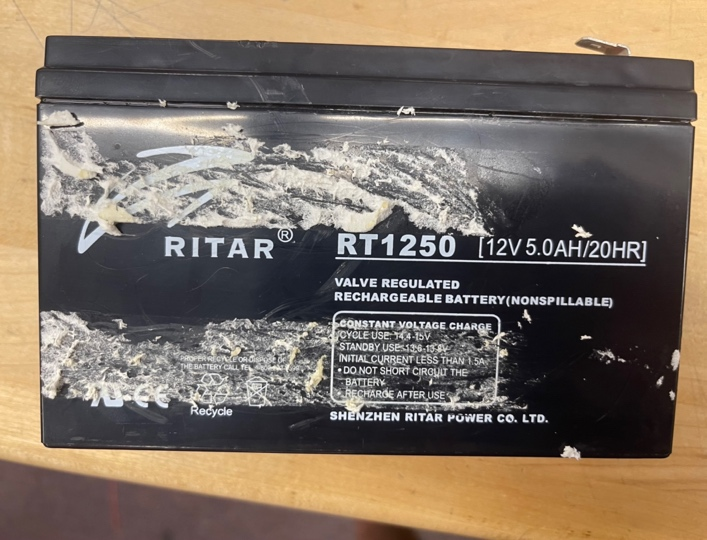 RITAR®
RT1250 [12V 5.0AH/20HR]
VALVE REGULATED
RECHARGEABLE BATTERY(NONSPILLABLE)
CONSTANT VOLTAGE CHARGE
CYCLE USE: 14.4-15V
STANDBY USE:13.6-13.8V
INITIAL CURRENT LESS THAN 1.5A
• DO NOT SHORT CIRCUIT THE
BATTERY
• RECHARGE AFTER USE
PROPER RECYCLE OR DISPOSE OF
THE BATTERY CALL TEL
CE
Recycle
SHENZHEN RITAR POWER CO. LTD.